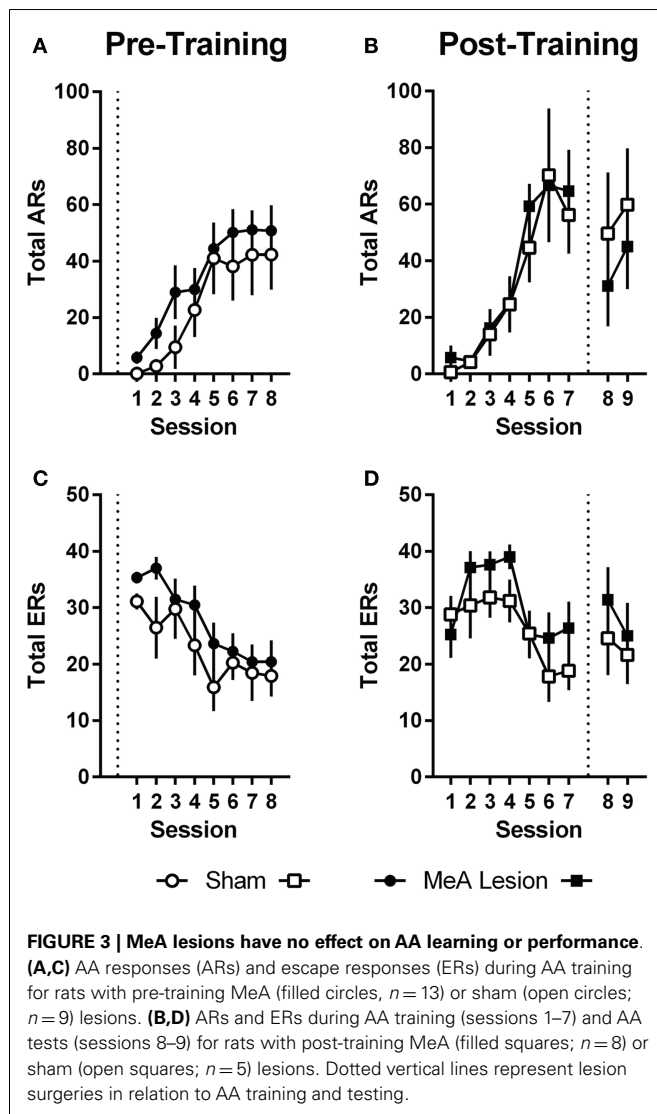 A Pre-Training
B Post-Training
100
80
60
40
20
0
Total ARs
1 2 3 4 5 6 7 8
Session
100
80
60
40
20
0
Total ARs
1 2 3 4 5 6 7 8 9
Session
C
50
40
30
20
10
0
Total ERs
1 2 3 4 5 6 7 8
Session
D
50
40
30
20
10
0
Total ERs
1 2 3 4 5 6 7 8 9
Session
Sham MeA Lesion
FIGURE 3 | MeA lesions have no effect on AA learning or performance.
(A,C) AA responses (ARs) and escape responses (ERs) during AA training
for rats with pre-training MeA (filled circles, n = 13) or sham (open circles;
n = 9) lesions. (B,D) ARs and ERs during AA training (sessions 1–7) and AA
tests (sessions 8–9) for rats with post-training MeA (filled squares; n = 8) or
sham (open squares; n = 5) lesions. Dotted vertical lines represent lesion
surgeries in relation to AA training and testing.